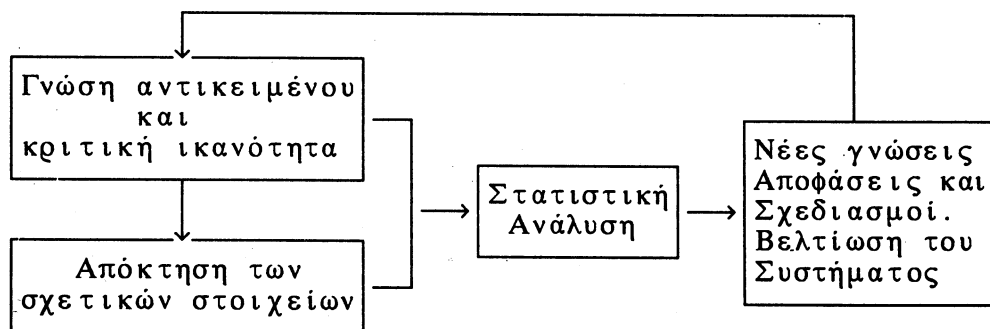 Γνώση αντικειμένου
και
κριτική ικανότητα
Απόκτηση των
σχετικών στοιχείων
Στατιστική
Ανάλυση
Νέες γνώσεις
Αποφάσεις και
Σχεδιασμοί.
Βελτίωση του
Συστήματος